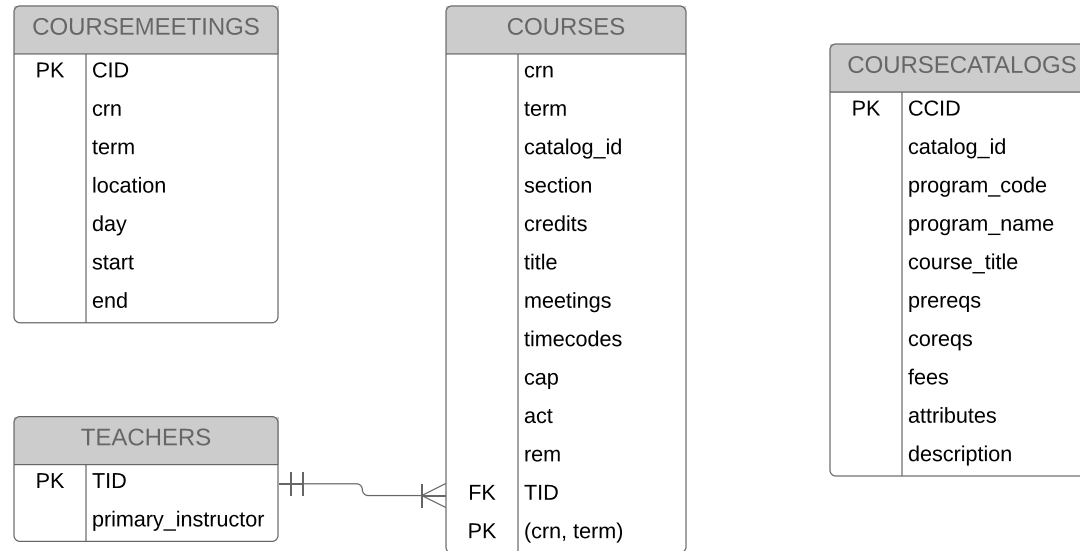 COURSEMEETINGS
PK CID
crn
term
location
day
start
end
TEACHERS
PK TID
primary_instructor
COURSES
crn
term
catalog_id
section
credits
title
meetings
timecodes
cap
act
rem
FK TID
PK (crn, term)
COURSECATALOGS
PK CCID
catalog_id
program_code
program_name
course_title
prereqs
coreqs
fees
attributes
description